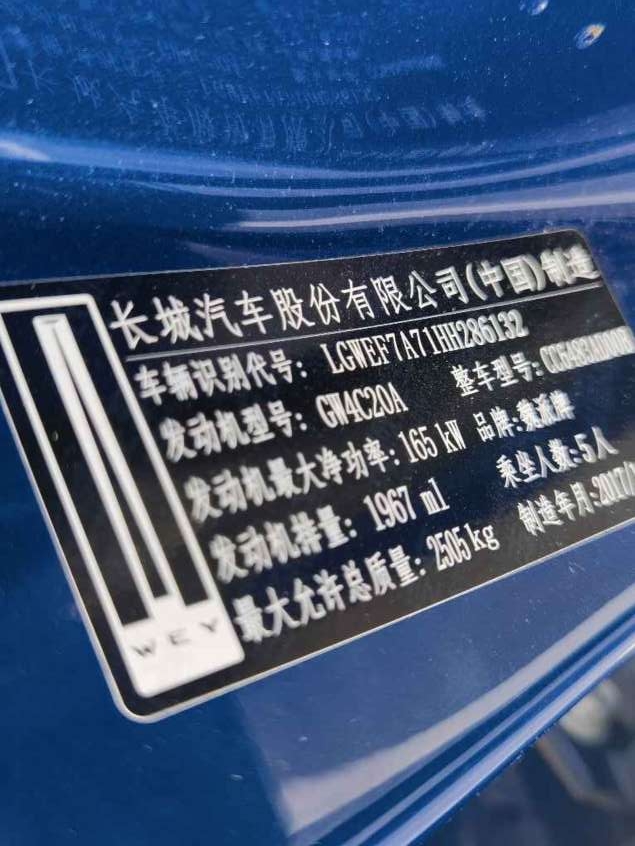 长城汽车股份有限公司(中国)制造
车辆识别代号: LGWEF7A71HH286132
发动机型号: GW4C20A 整车型号:
发动机最大净功率: 165 kW 品牌:魏派牌
发动机排量: 1967 ml 乘坐人数:5人
最大允许总质量: 2505 kg 制造年月:2017/
WEY